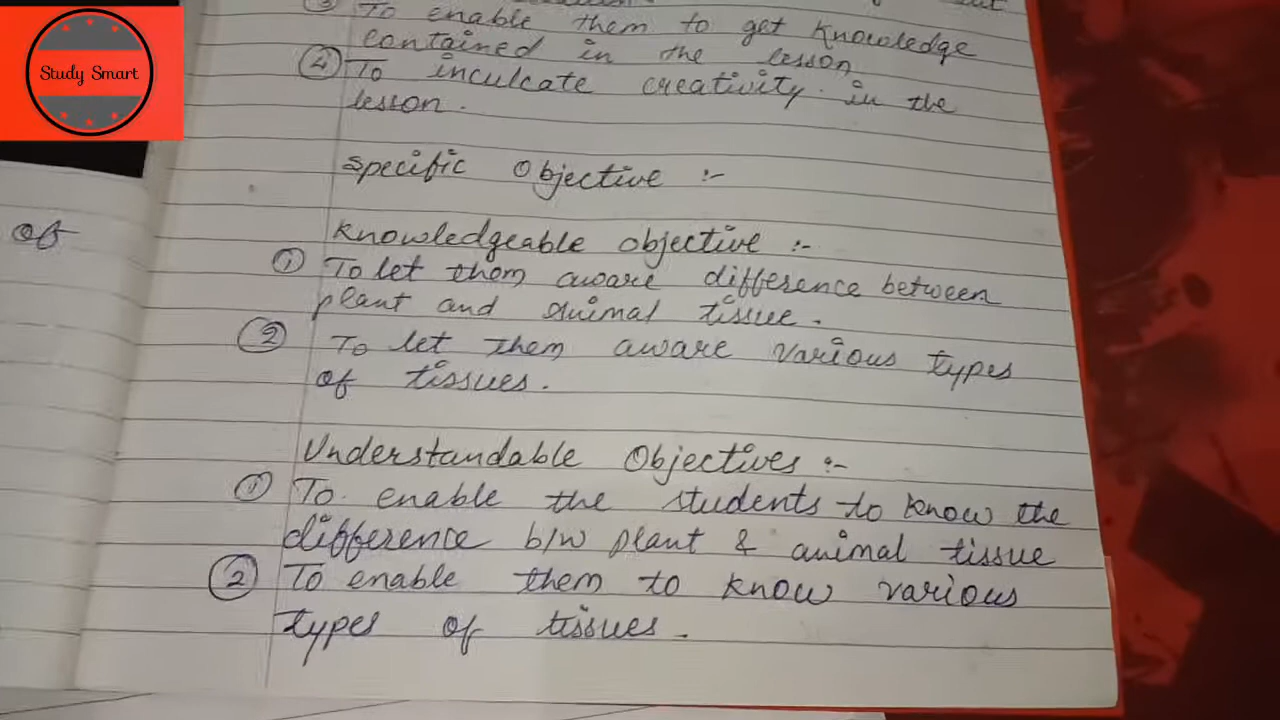 Study Smart
③ To enable them to get knowledge
contained in the lesson
④ To inculcate creativity in the
lesson.
specific Objective :-
knowledgeable objective :-
① To let them aware difference between
plant and animal tissue.
② To let them aware various types
of tissues.
Understandable Objectives :-
① To enable the students to know the
difference b/w plant & animal tissue
② To enable them to know various
types of tissues.
of